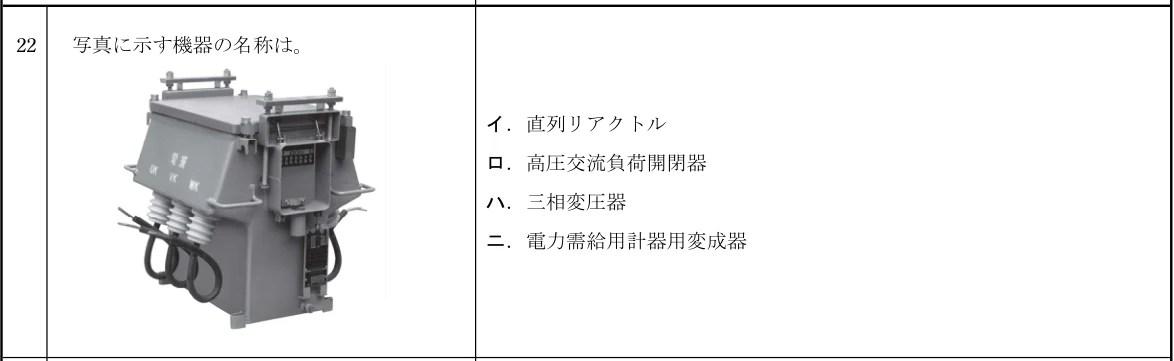 22 写真に示す機器の名称は。
電源
イ. 直列リアクトル
ロ. 高圧交流負荷開閉器
ハ. 三相変圧器
ニ. 電力需給用計器用変成器